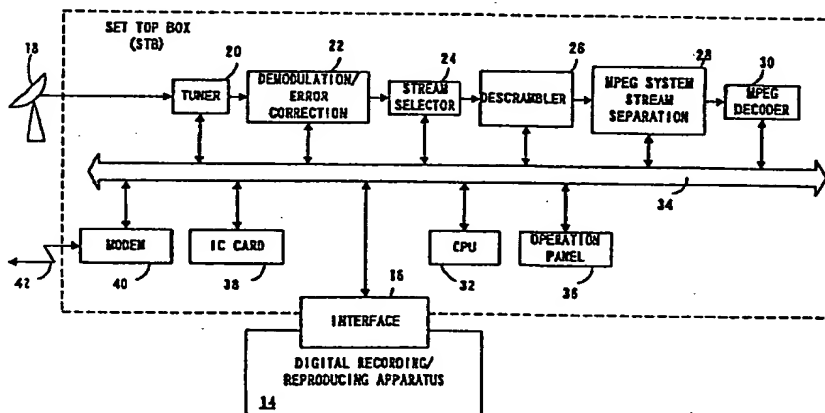 SET TOP BOX
(STB)
18
20
TUNER
22
DEMODULATION/
ERROR
CORRECTION
24
STREAM
SELECTOR
26
DESCRAMBLER
28
MPEG SYSTEM
STREAM
SEPARATION
30
MPEG
DECODER
34
MODEM
40
42
IC CARD
38
CPU
32
OPERATION
PANEL
36
16
INTERFACE
DIGITAL RECORDING/
REPRODUCING APPARATUS
14